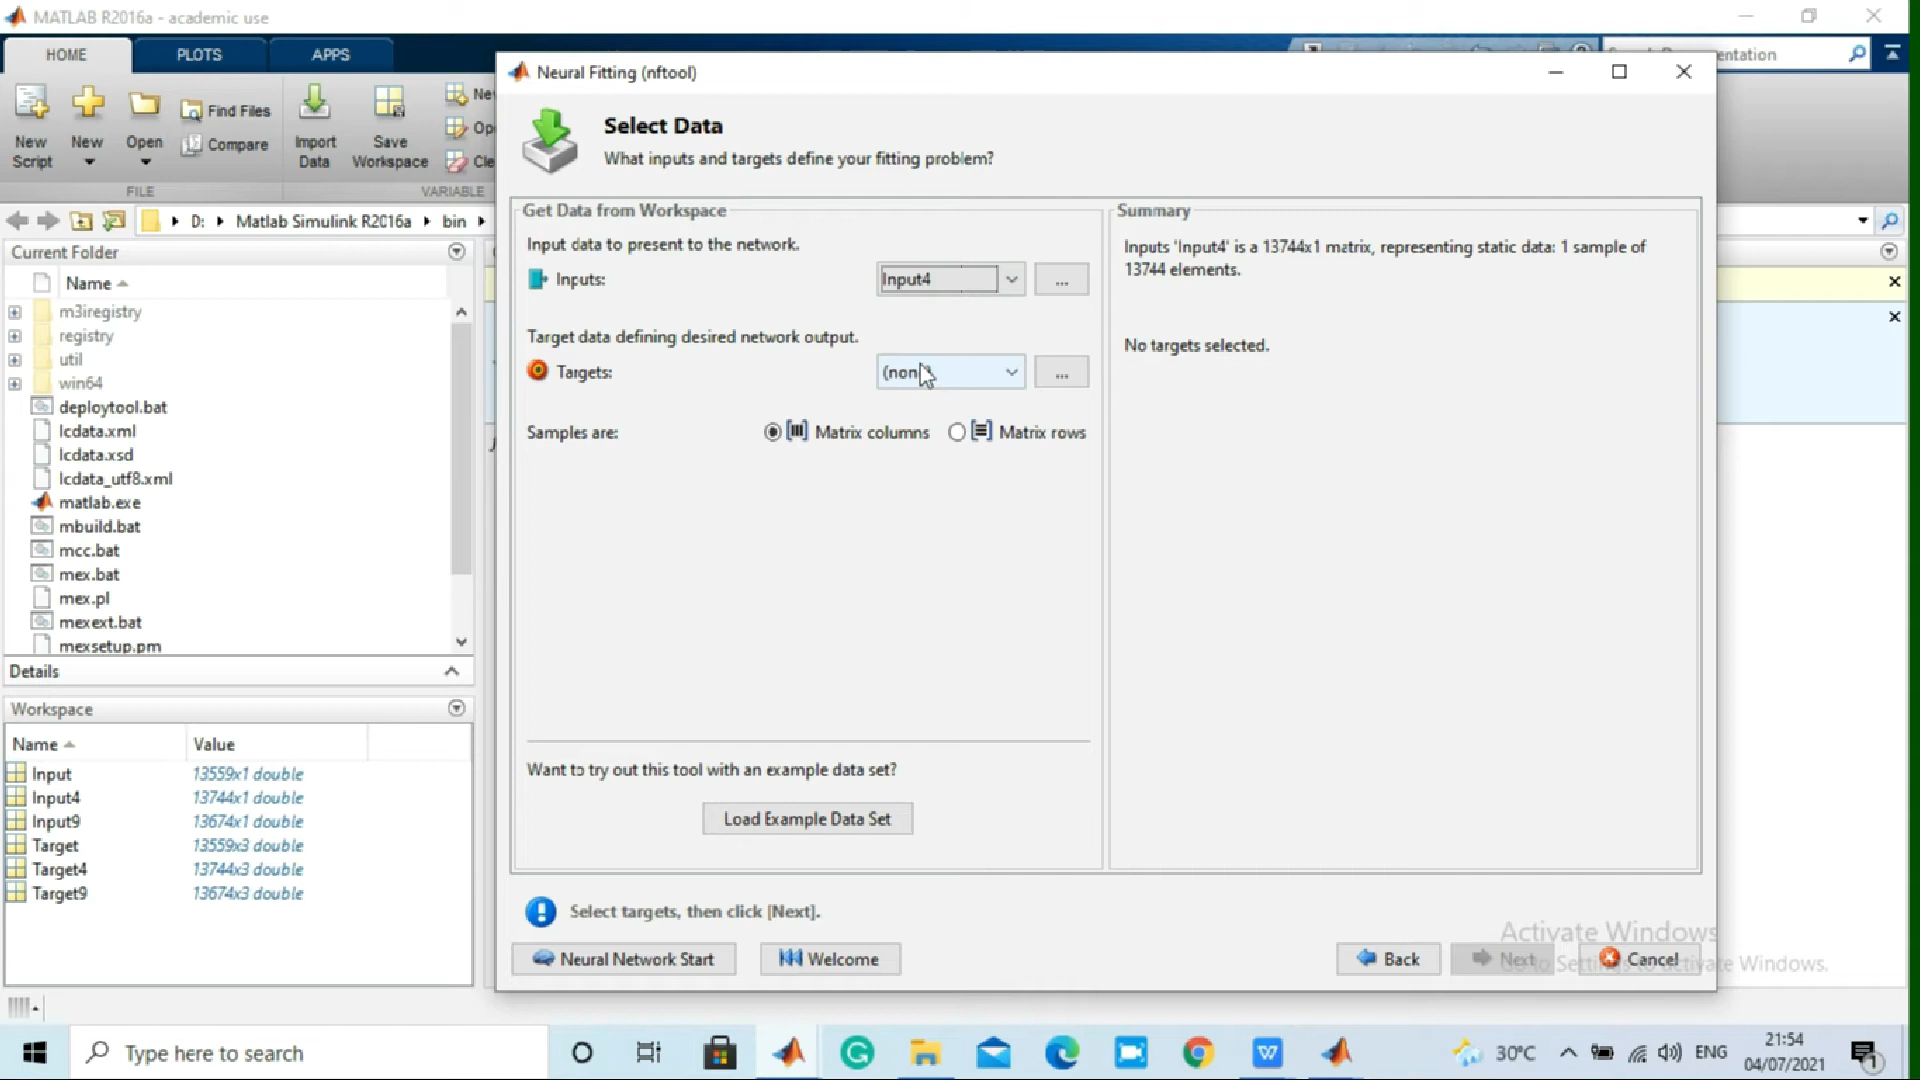 MATLAB R2016a - academic use
HOME PLOTS APPS
entation
New Script
New
Open
Find Files
Compare
Import Data
Save Workspace
FILE
VARIABLE
D: Matlab Simulink R2016a bin
Current Folder
Name
m3iregistry
registry
util
win64
deploytool.bat
lcdata.xml
lcdata.xsd
lcdata_utf8.xml
matlab.exe
mbuild.bat
mcc.bat
mex.bat
mex.pl
mexext.bat
mexsetup.pm
Details
Workspace
Name Value
Input 13559x1 double
Input4 13744x1 double
Input9 13674x1 double
Target 13559x3 double
Target4 13744x3 double
Target9 13674x3 double
Neural Fitting (nftool)
Select Data
What inputs and targets define your fitting problem?
Get Data from Workspace
Input data to present to the network.
Inputs: Input4 ...
Target data defining desired network output.
Targets: (non ...
Samples are: Matrix columns Matrix rows
Want to try out this tool with an example data set?
Load Example Data Set
Summary
Inputs 'Input4' is a 13744x1 matrix, representing static data: 1 sample of
13744 elements.
No targets selected.
Select targets, then click [Next].
Neural Network Start Welcome Back Next Cancel
Activate Windows
Go to Settings to activate Windows.
Type here to search
30°C ENG
21:54
04/07/2021
1